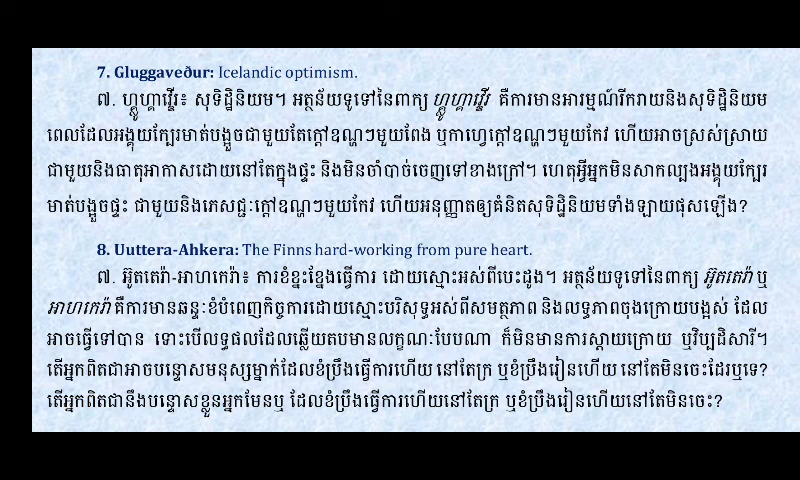 7. Gluggaveður: Icelandic optimism.
៧. ហ្គ្លូហ្គាវើ្ឌីរ៖ សុទិដ្ឋិនិយម។ អត្ថន័យទូទៅនៃពាក្យ ហ្គ្លូហ្គាវើ្ឌីរ គឺការមានអារម្មណ៍រីករាយនិងសុទិដ្ឋិនិយម
ពេលដែលអង្គុយក្បែរមាត់បង្អួចជាមួយតែក្តៅឧណ្ហៗមួយពែង ឬកាហ្វេក្តៅឧណ្ហៗមួយកែវ ហើយអាចស្រស់ស្រាយ
ជាមួយនិងធាតុអាកាសដោយនៅតែក្នុងផ្ទះ និងមិនចាំបាច់ចេញទៅខាងក្រៅ។ ហេតុអ្វីអ្នកមិនសាកល្បងអង្គុយក្បែរ
មាត់បង្អួចផ្ទះ ជាមួយនិងភេសជ្ជៈក្តៅឧណ្ហៗមួយកែវ ហើយអនុញ្ញាតឲ្យគំនិតសុទិដ្ឋិនិយមទាំងឡាយផុសឡើង?
8. Uuttera-Ahkera: The Finns hard-working from pure heart.
៧. អ៊ូតតេរ៉ា-អាហកេរ៉ា៖ ការខំខ្នះខ្នែងធ្វើការ ដោយស្មោះអស់ពីបេះដូង។ អត្ថន័យទូទៅនៃពាក្យ អ៊ូតតេរ៉ា ឬ
អាហកេរ៉ា គឺការមានឆន្ទៈខំបំពេញកិច្ចការដោយស្មោះបរិសុទ្ធអស់ពីសមត្ថភាព និងលទ្ធភាពចុងក្រោយបង្អស់ ដែល
អាចធ្វើទៅបាន ទោះបើលទ្ធផលដែលឆ្លើយតបមានលក្ខណៈបែបណា ក៏មិនមានការស្តាយក្រោយ ឬវិប្បដិសារី។
តើអ្នកពិតជាអាចបន្ទោសមនុស្សម្នាក់ដែលខំប្រឹងធ្វើការហើយ នៅតែក្រ ឬខំប្រឹងរៀនហើយ នៅតែមិនចេះដែរឬទេ?
តើអ្នកពិតជានឹងបន្ទោសខ្លួនអ្នកមែនឬ ដែលខំប្រឹងធ្វើការហើយនៅតែក្រ ឬខំប្រឹងរៀនហើយនៅតែមិនចេះ?